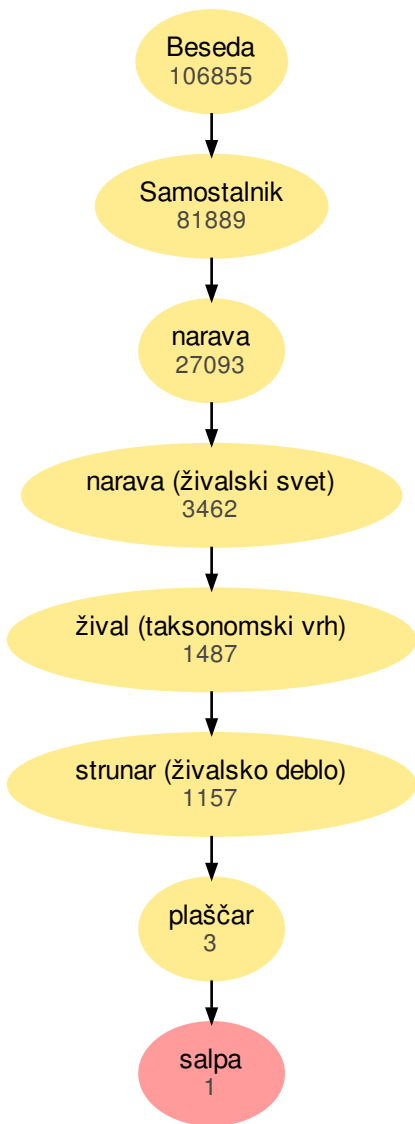 Beseda
106855
Samostalnik
81889
narava
27093
narava (živalski svet)
3462
žival (taksonomski vrh)
1487
strunar (živalsko deblo)
1157
plaščar
3
salpa
1